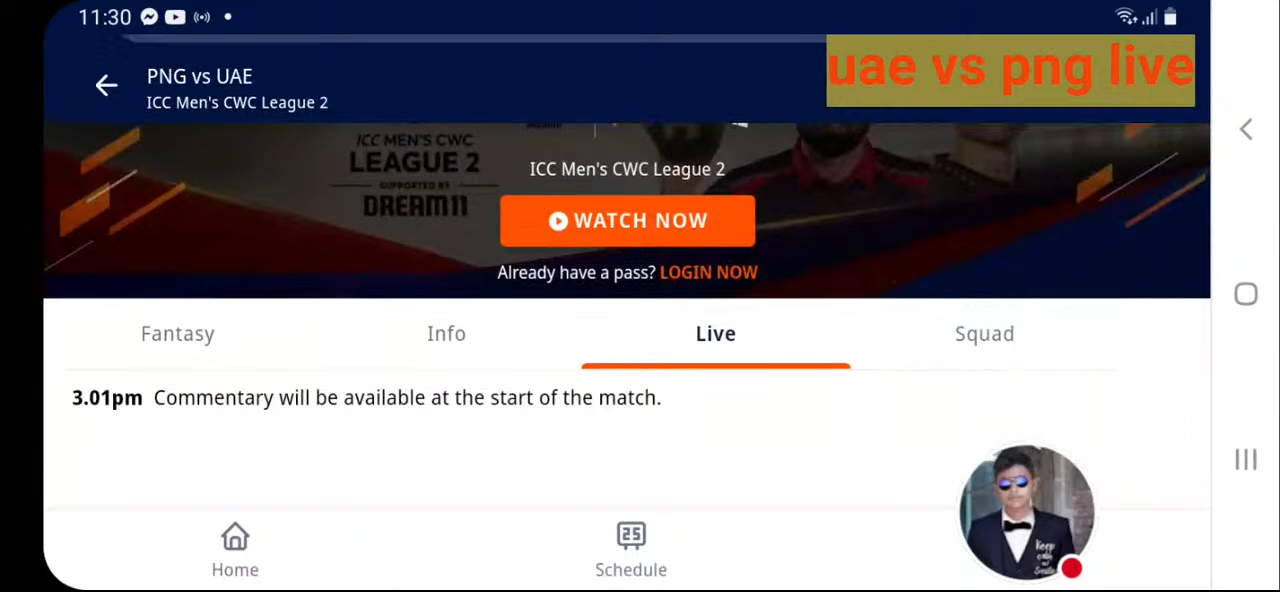 11:30
uae vs png live
PNG vs UAE
ICC Men's CWC League 2
ICC MEN'S CWC
LEAGUE 2
SUPPORTED BY
DREAM11
ICC Men's CWC League 2
WATCH NOW
Already have a pass? LOGIN NOW
Fantasy Info Live Squad
3.01pm Commentary will be available at the start of the match.
25
Home Schedule
Keep
Smile